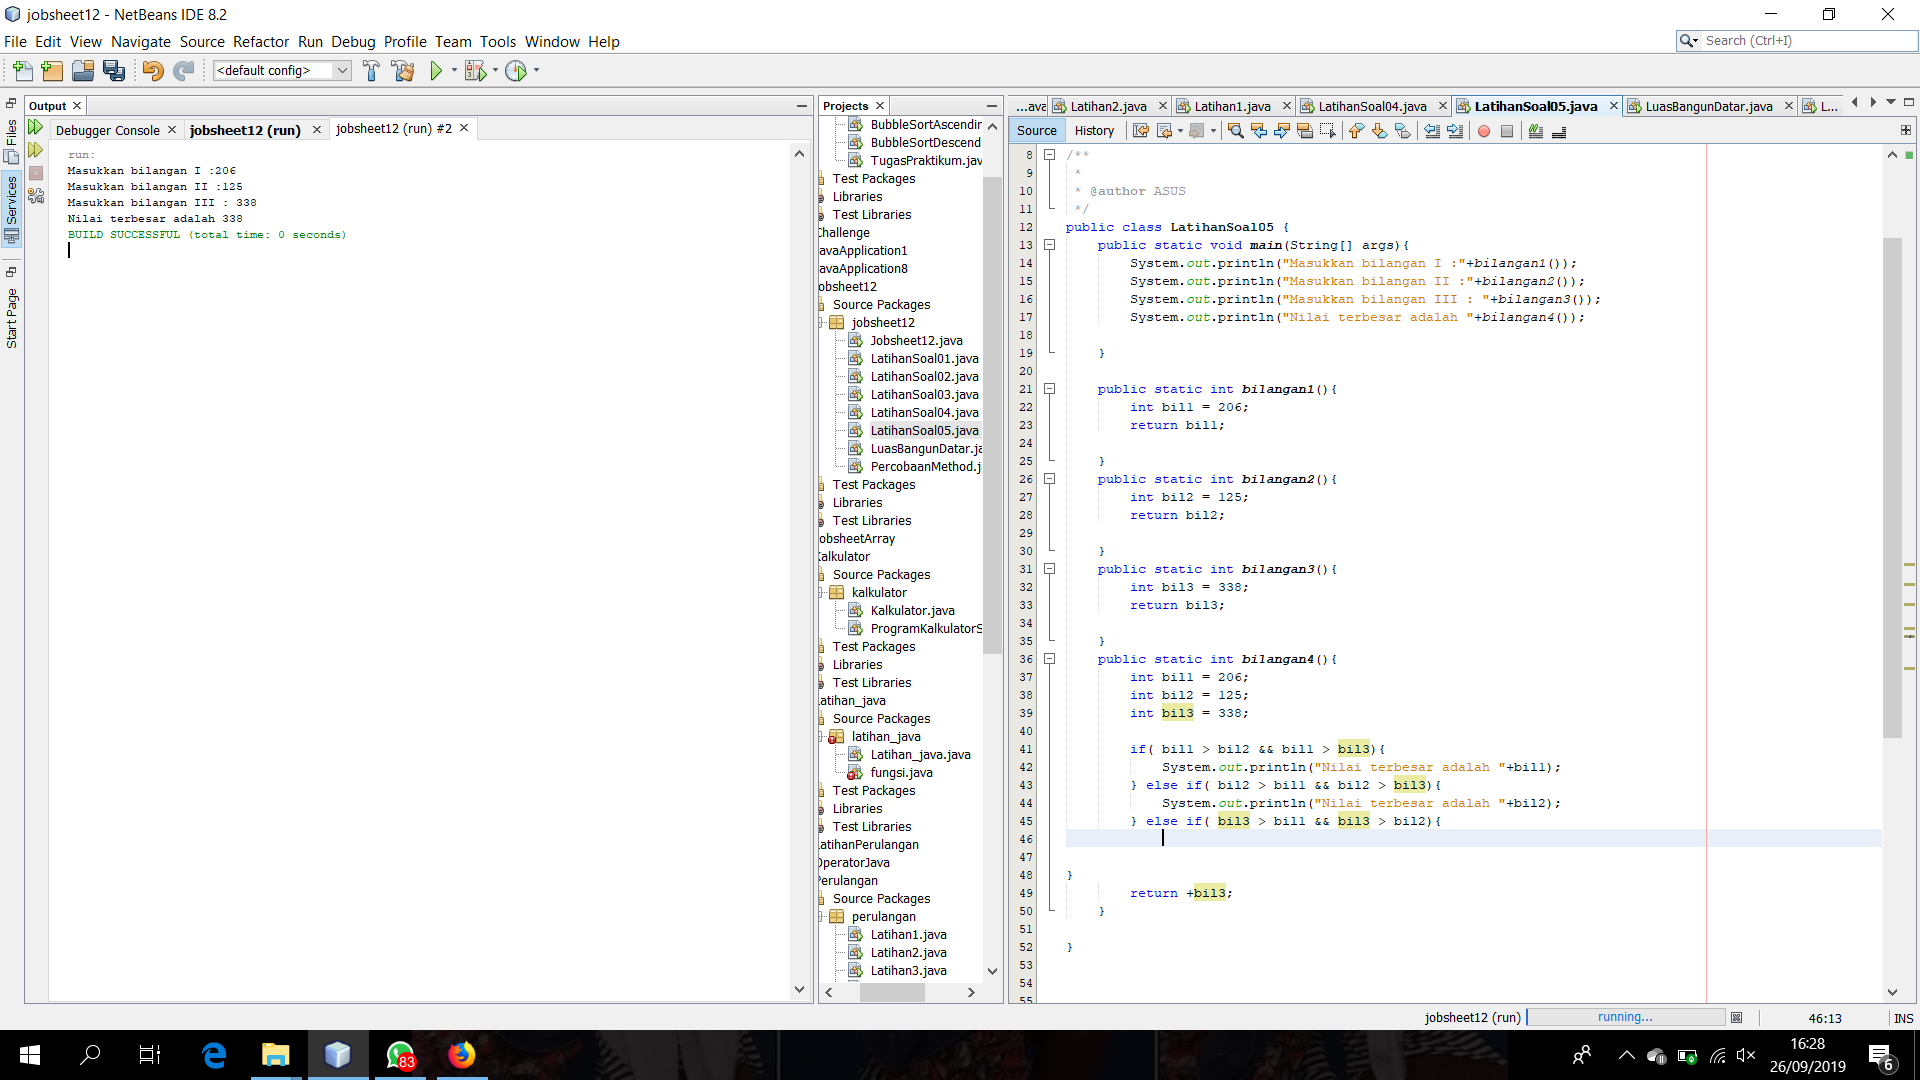 jobsheet12 - NetBeans IDE 8.2
File Edit View Navigate Source Refactor Run Debug Profile Team Tools Window Help
Search (Ctrl+I)
<default config>
Files
Services
Start Page
Output
Debugger Console
jobsheet12 (run)
jobsheet12 (run) #2
run:
Masukkan bilangan I :206
Masukkan bilangan II :125
Masukkan bilangan III : 338
Nilai terbesar adalah 338
BUILD SUCCESSFUL (total time: 0 seconds)
Projects
BubbleSortAscendin
BubbleSortDescend
TugasPraktikum.jav
Test Packages
Libraries
Test Libraries
Challenge
avaApplication1
avaApplication8
obsheet12
Source Packages
jobsheet12
Jobsheet12.java
LatihanSoal01.java
LatihanSoal02.java
LatihanSoal03.java
LatihanSoal04.java
LatihanSoal05.java
LuasBangunDatar.ja
PercobaanMethod.j
Test Packages
Libraries
Test Libraries
obsheetArray
Kalkulator
Source Packages
kalkulator
Kalkulator.java
ProgramKalkulatorS
Test Packages
Libraries
Test Libraries
Latihan_java
Source Packages
latihan_java
Latihan_java.java
fungsi.java
Test Packages
Libraries
Test Libraries
LatihanPerulangan
OperatorJava
Perulangan
Source Packages
perulangan
Latihan1.java
Latihan2.java
Latihan3.java
...ava
Latihan2.java
Latihan1.java
LatihanSoal04.java
LatihanSoal05.java
LuasBangunDatar.java
L...
Source History
8 /**
9 *
10 * @author ASUS
11 */
12 public class LatihanSoal05 {
13 public static void main(String[] args){
14 System.out.println("Masukkan bilangan I :"+bilangan1());
15 System.out.println("Masukkan bilangan II :"+bilangan2());
16 System.out.println("Masukkan bilangan III : "+bilangan3());
17 System.out.println("Nilai terbesar adalah "+bilangan4());
18
19 }
20
21 public static int bilangan1(){
22 int bil1 = 206;
23 return bil1;
24
25 }
26 public static int bilangan2(){
27 int bil2 = 125;
28 return bil2;
29
30 }
31 public static int bilangan3(){
32 int bil3 = 338;
33 return bil3;
34
35 }
36 public static int bilangan4(){
37 int bil1 = 206;
38 int bil2 = 125;
39 int bil3 = 338;
40
41 if( bil1 > bil2 && bil1 > bil3){
42 System.out.println("Nilai terbesar adalah "+bil1);
43 } else if( bil2 > bil1 && bil2 > bil3){
44 System.out.println("Nilai terbesar adalah "+bil2);
45 } else if( bil3 > bil1 && bil3 > bil2){
46
47
48 }
49 return +bil3;
50 }
51
52 }
53
54
55
jobsheet12 (run)
running...
46:13
INS
83
16:28
26/09/2019
6